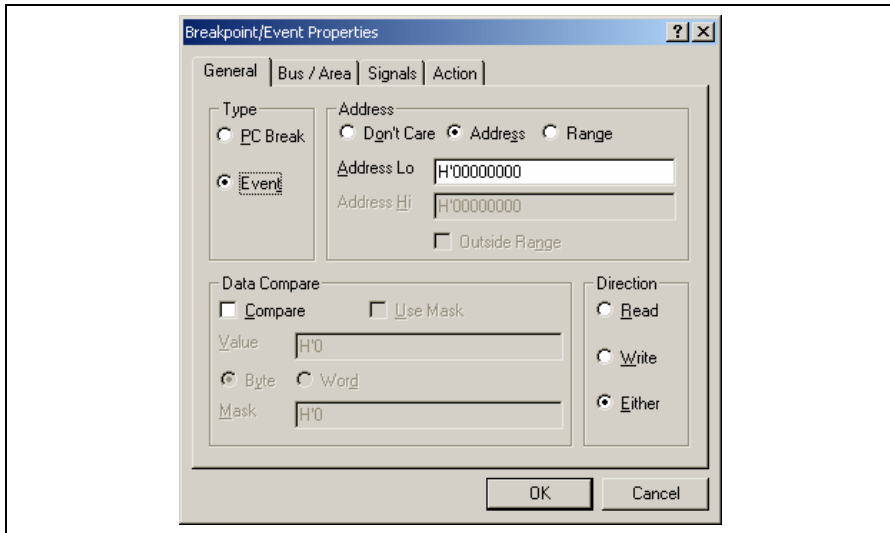 Breakpoint/Event Properties
General Bus / Area Signals Action
Type
PC Break
Event
Address
Don't Care Address Range
Address Lo H'00000000
Address Hi H'00000000
Outside Range
Data Compare
Compare Use Mask
Value H'0
Byte Word
Mask H'0
Direction
Read
Write
Either
OK Cancel